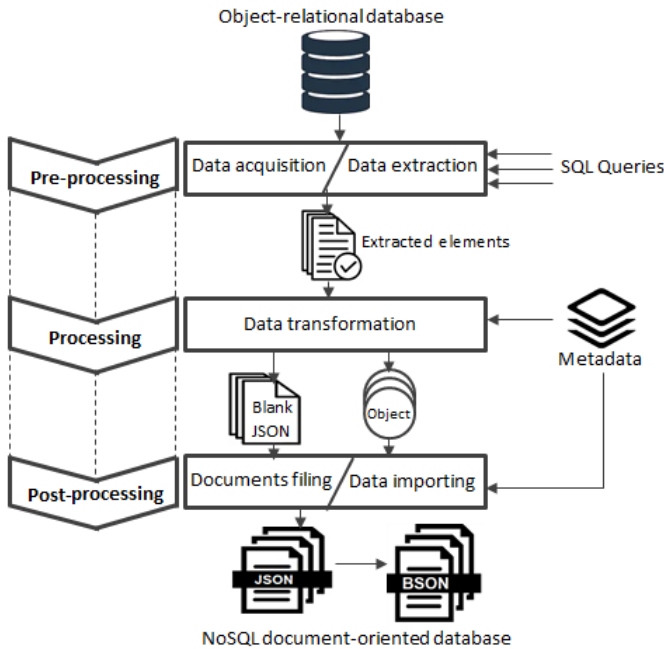 Object-relational database
Data acquisition
Data extraction
Pre-processing
SQL Queries
Extracted elements
Data transformation
Processing
Metadata
Blank
JSON
Object
Documents filing
Data importing
Post-processing
JSON
BSON
NoSQL document-oriented database